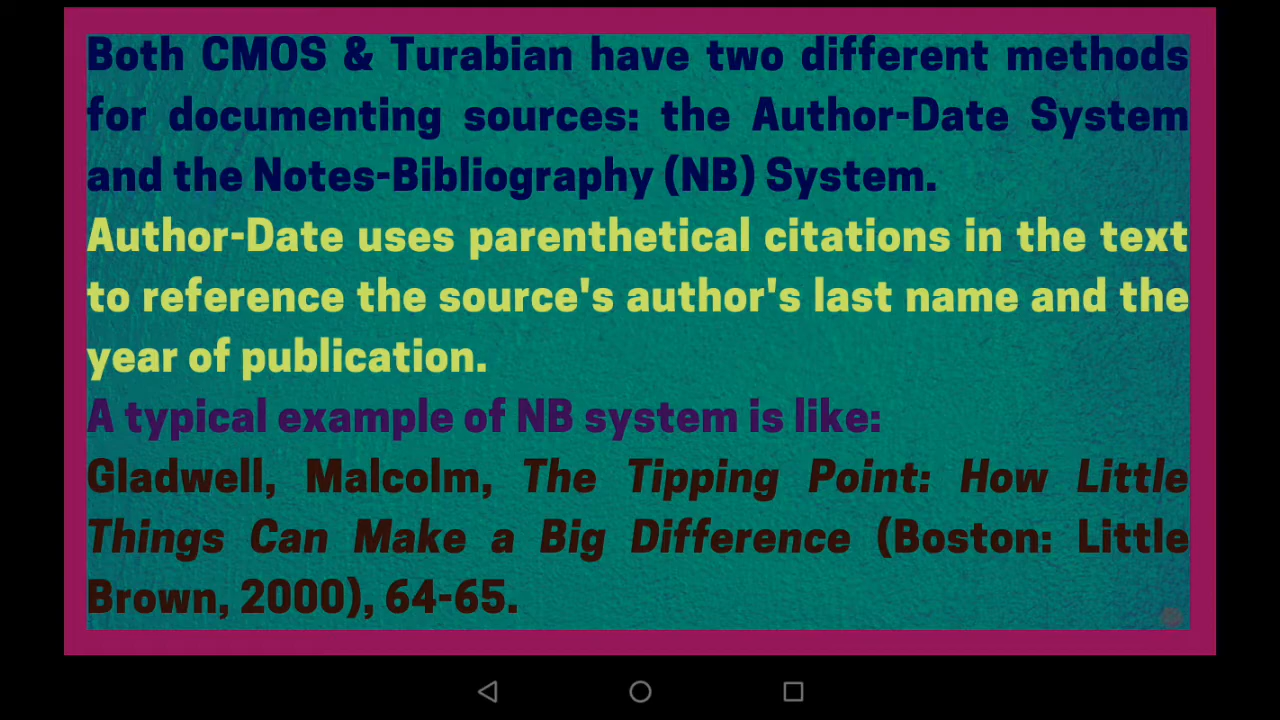 Both CMOS & Turabian have two different methods
for documenting sources: the Author-Date System
and the Notes-Bibliography (NB) System.
Author-Date uses parenthetical citations in the text
to reference the source's author's last name and the
year of publication.
A typical example of NB system is like:
Gladwell, Malcolm, The Tipping Point: How Little
Things Can Make a Big Difference (Boston: Little
Brown, 2000), 64-65.